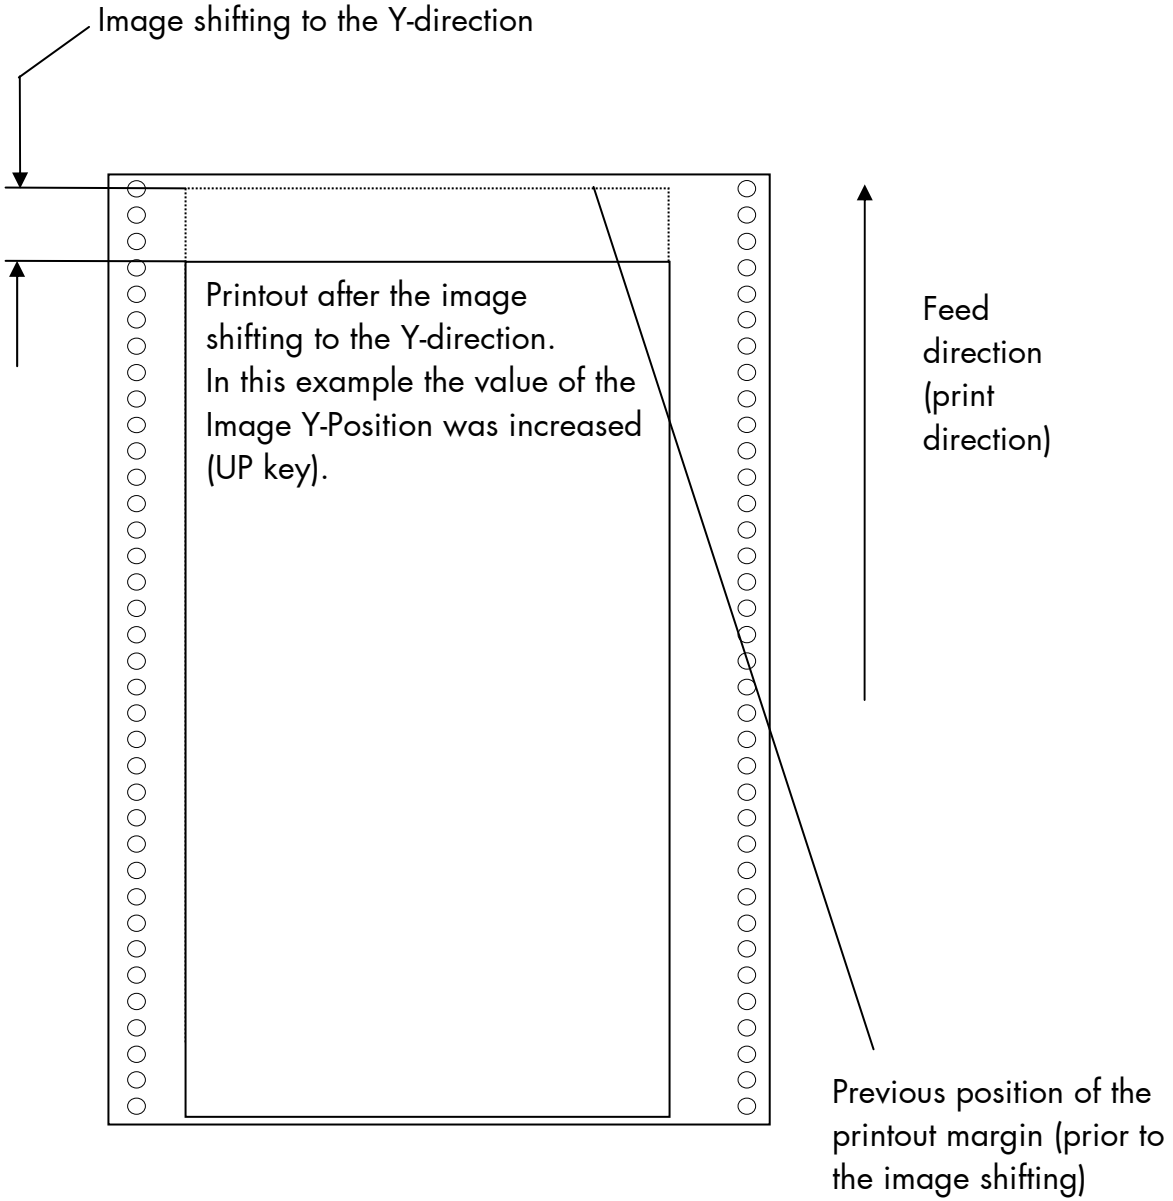 Image shifting to the Y-direction
Printout after the image
shifting to the Y-direction.
In this example the value of the
Image Y-Position was increased
(UP key).
Feed
direction
(print
direction)
Previous position of the
printout margin (prior to
the image shifting)